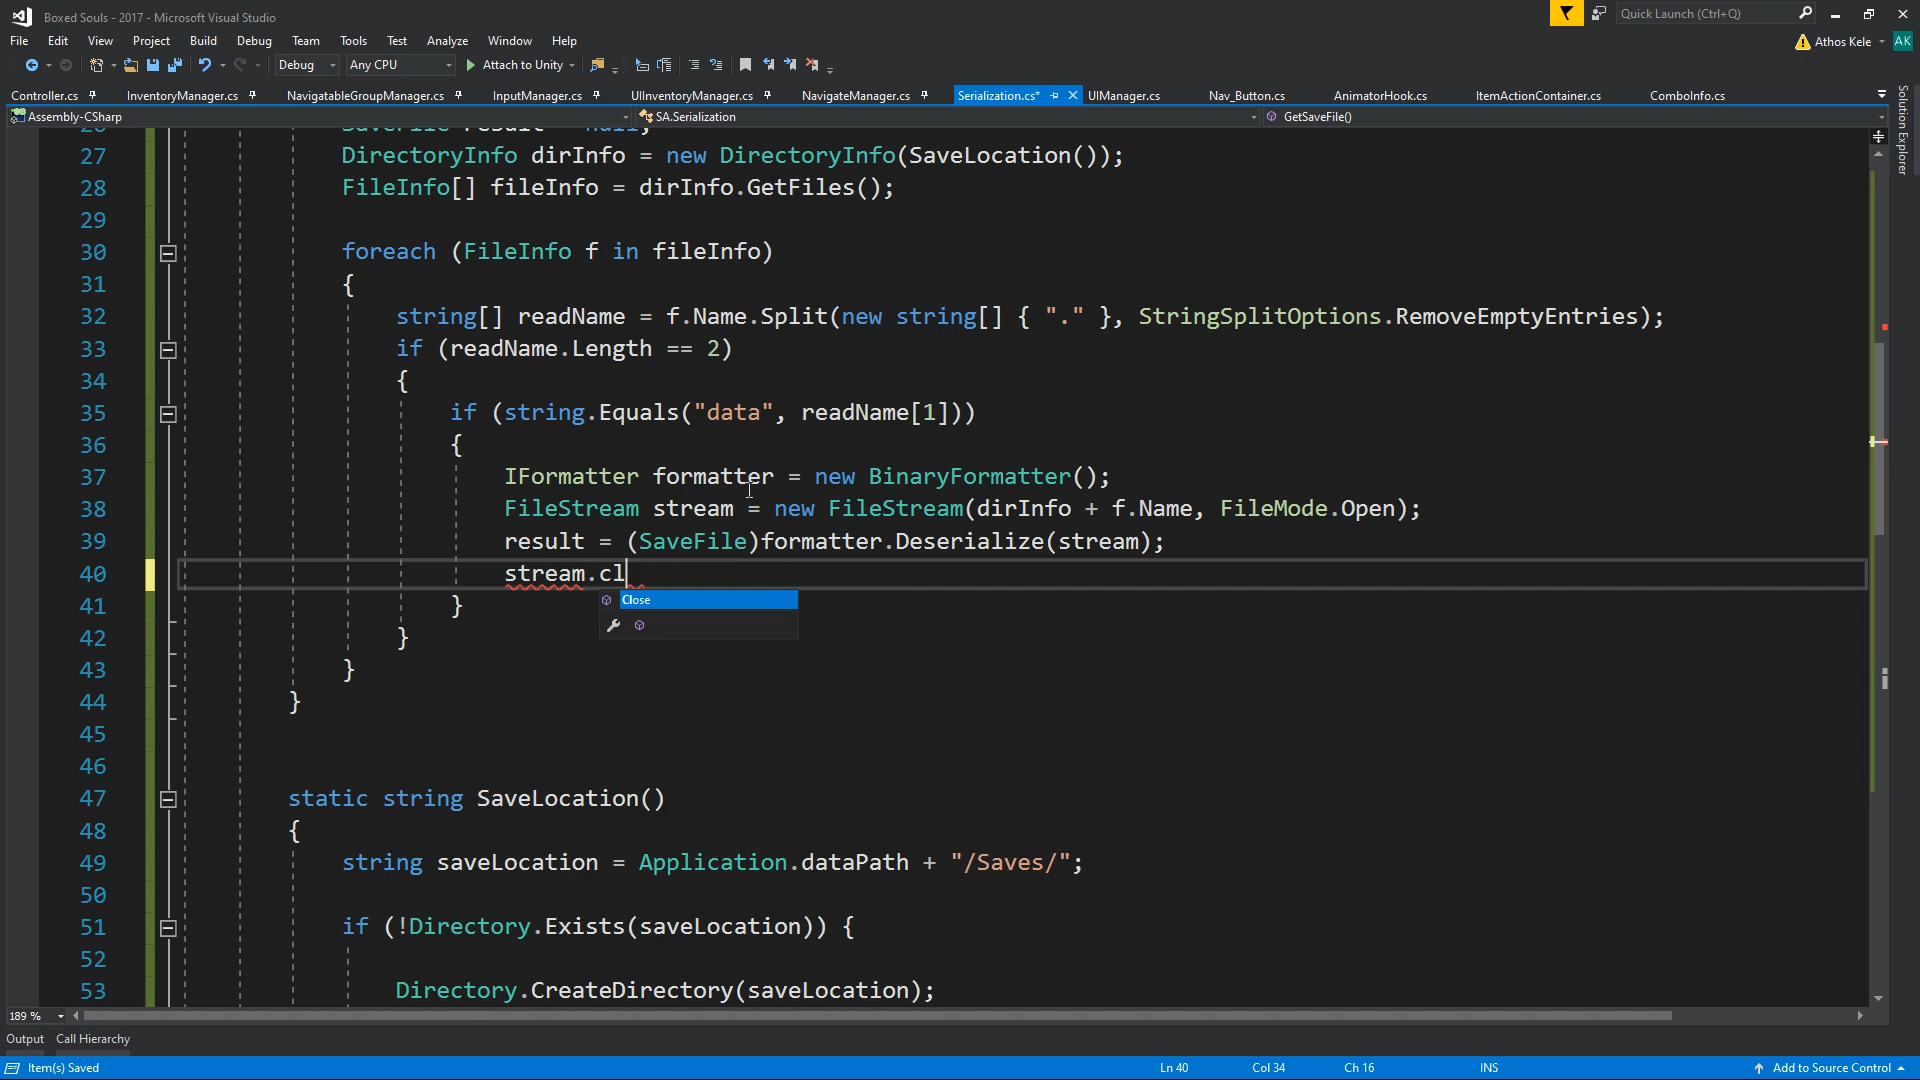 Boxed Souls - 2017 - Microsoft Visual Studio
Quick Launch (Ctrl+Q)
File Edit View Project Build Debug Team Tools Test Analyze Window Help
Athos Kele AK
Debug Any CPU Attach to Unity
Controller.cs InventoryManager.cs NavigatableGroupManager.cs InputManager.cs UIInventoryManager.cs NavigateManager.cs Serialization.cs* UIManager.cs Nav_Button.cs AnimatorHook.cs ItemActionContainer.cs ComboInfo.cs
Solution Explorer
Assembly-CSharp SA.Serialization GetSaveFile()
27 DirectoryInfo dirInfo = new DirectoryInfo(SaveLocation());
28 FileInfo[] fileInfo = dirInfo.GetFiles();
29
30 foreach (FileInfo f in fileInfo)
31 {
32 string[] readName = f.Name.Split(new string[] { "." }, StringSplitOptions.RemoveEmptyEntries);
33 if (readName.Length == 2)
34 {
35 if (string.Equals("data", readName[1]))
36 {
37 IFormatter formatter = new BinaryFormatter();
38 FileStream stream = new FileStream(dirInfo + f.Name, FileMode.Open);
39 result = (SaveFile)formatter.Deserialize(stream);
40 stream.cl
Close
41 }
42 }
43 }
44 }
45
46
47 static string SaveLocation()
48 {
49 string saveLocation = Application.dataPath + "/Saves/";
50
51 if (!Directory.Exists(saveLocation)) {
52
53 Directory.CreateDirectory(saveLocation);
189 %
Output Call Hierarchy
Item(s) Saved Ln 40 Col 34 Ch 16 INS Add to Source Control